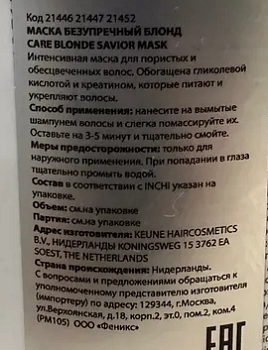 Код 21446 21447 21452
МАСКА БЕЗУПРЕЧНЫЙ БЛОНД
CARE BLONDE SAVIOR MASK
Интенсивная маска для пористых и
обесцвеченных волос. Обогащена гликолевой
кислотой и креатином, которые питают и
укрепляют волосы.
Способ применения: нанесите на вымытые
шампунем волосы и слегка помассируйте их.
Оставьте на 3-5 минут и тщательно смойте.
Меры предосторожности: только для
наружного применения. При попадании в глаза
тщательно промыть водой.
Состав в соответствии с INCHI указан на
упаковке.
Объем: см.на упаковке
Партия: см.на упаковке
Адрес изготовителя: KEUNE HAIRCOSMETICS
B.V., НИДЕРЛАНДЫ KONINGSWEG 15 3762 EA
SOEST, THE NETHERLANDS
Страна происхождения: Нидерланды.
С вопросами и предложениями обращаться к
уполномоченному представителю изготовителя
(импортеру) по адресу: 129344, г.Москва,
ул.Верхоянская, д.18, корп.2, эт.0, пом.2, ком.4
(РМ105) ООО «Феникс»
EAC